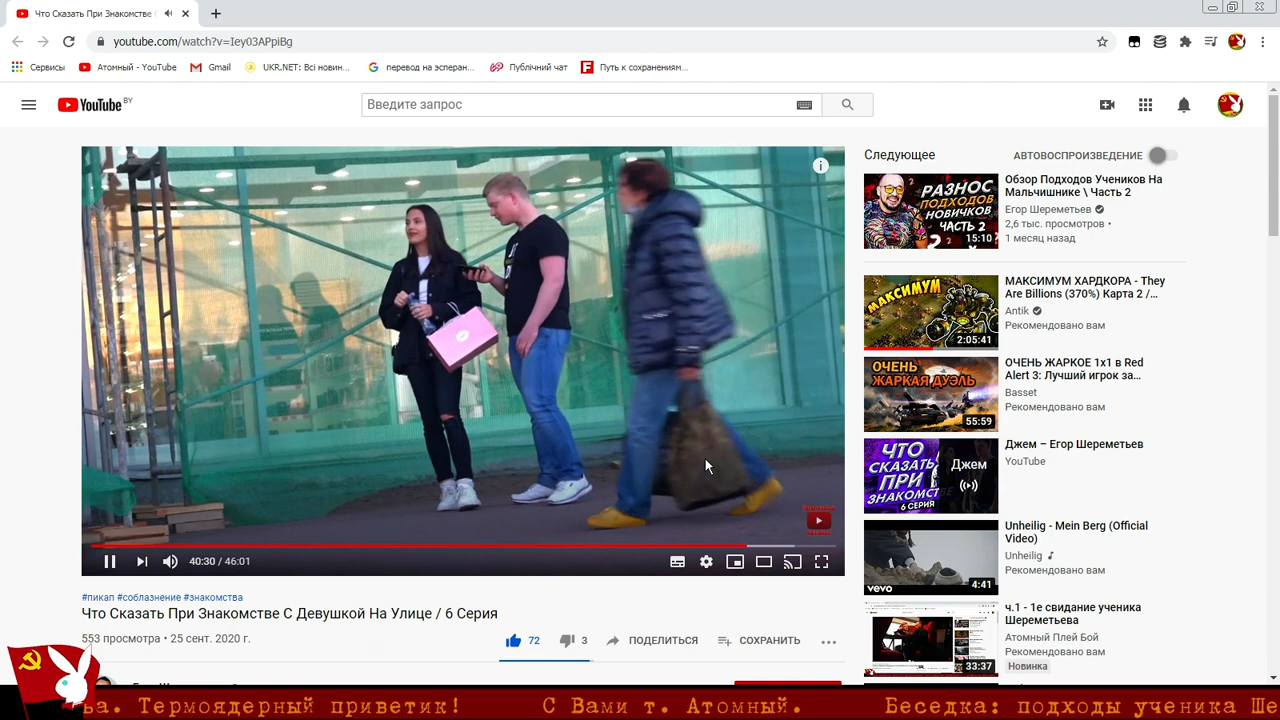 Что Сказать При Знакомстве
youtube.com/watch?v=Iey03APpiBg
Сервисы
Атомный - YouTube
Gmail
UKR.NET: Всі новин...
перевод на эсперан...
Публічний чат
Путь к сохранениям...
YouTube BY
Введите запрос
Следующее
АВТОВОСПРОИЗВЕДЕНИЕ
РАЗНОС
ПОДХОДОВ
НОВИЧКОВ
ЧАСТЬ 2
2
15:10
Обзор Подходов Учеников На
Мальчишнике \ Часть 2
Егор Шереметьев
2,6 тыс. просмотров •
1 месяц назад
МАКСИМУМ
2:05:41
МАКСИМУМ ХАРДКОРА - They
Are Billions (370%) Карта 2 /...
Antik
Рекомендовано вам
ОЧЕНЬ
ЖАРКАЯ ДУЭЛЬ
55:59
ОЧЕНЬ ЖАРКОЕ 1x1 в Red
Alert 3: Лучший игрок за...
Basset
Рекомендовано вам
ЧТО
СКАЗАТЬ
ПРИ
ЗНАКОМСТВЕ
6 СЕРИЯ
Джем
Джем – Егор Шереметьев
YouTube
vevo
4:41
Unheilig - Mein Berg (Official
Video)
Unheilig
Рекомендовано вам
33:37
ч.1 - 1е свидание ученика
Шереметьева
Атомный Плей Бой
Рекомендовано вам
Новинка
40:30 / 46:01
#пикап #соблазнение #знакомства
Что Сказать При Знакомстве С Девушкой На Улице / 6 Серия
553 просмотра • 25 сент. 2020 г.
72
3
ПОДЕЛИТЬСЯ
СОХРАНИТЬ
ьа. Термоядерный приветик! С Вами т. Атомный. Беседка: подходы ученика Ше